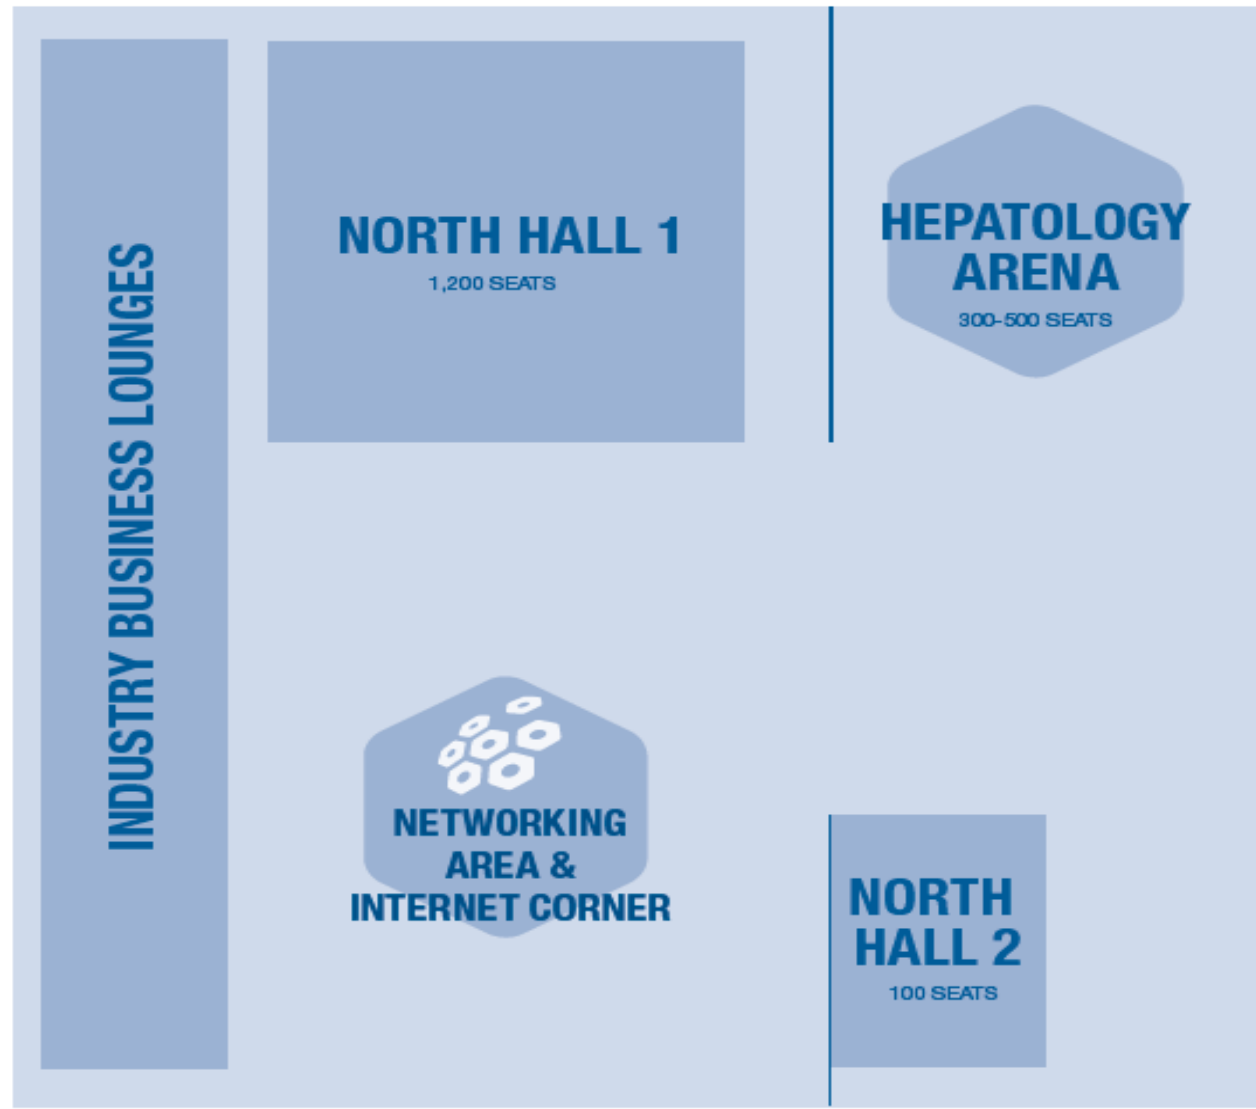 INDUSTRY BUSINESS LOUNGES
NORTH HALL 1
1,200 SEATS
HEPATOLOGY
ARENA
300-500 SEATS
NETWORKING
AREA &
INTERNET CORNER
NORTH
HALL 2
100 SEATS